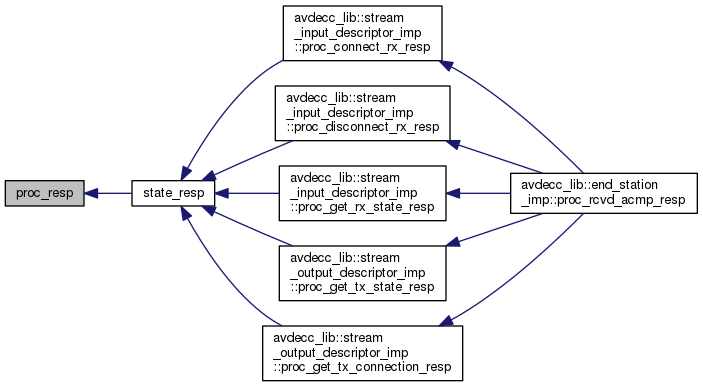 proc_resp
state_resp
avdecc_lib::stream
_input_descriptor_imp
::proc_connect_rx_resp
avdecc_lib::stream
_input_descriptor_imp
::proc_disconnect_rx_resp
avdecc_lib::stream
_input_descriptor_imp
::proc_get_rx_state_resp
avdecc_lib::stream
_output_descriptor_imp
::proc_get_tx_state_resp
avdecc_lib::stream
_output_descriptor_imp
::proc_get_tx_connection_resp
avdecc_lib::end_station
_imp::proc_rcvd_acmp_resp